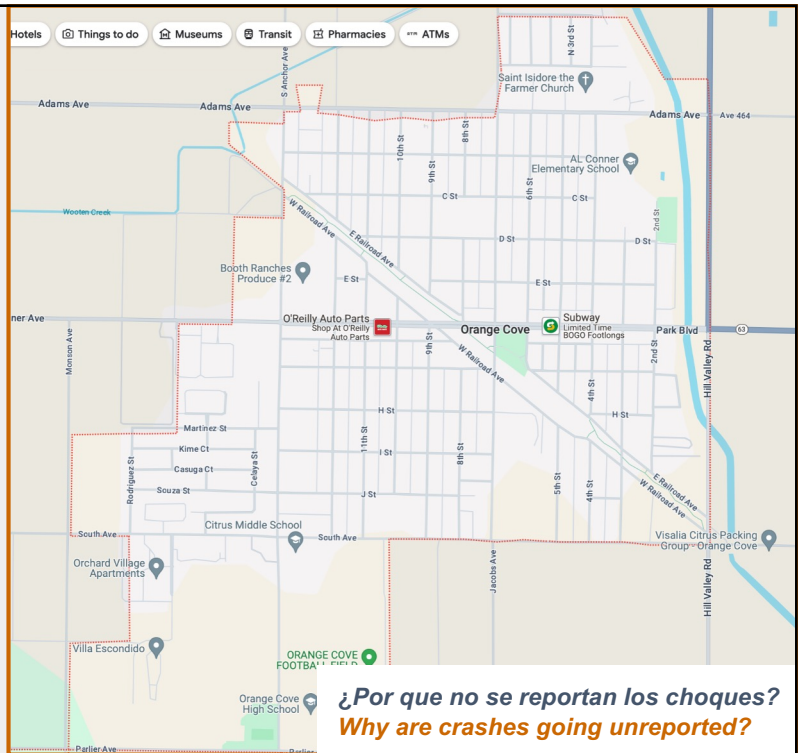 Hotels
Things to do
Museums
Transit
Pharmacies
ATMs
S Anchor Ave
N 3rd St
Saint Isidore the
Farmer Church
Adams Ave
Adams Ave
Adams Ave
Ave 464
10th St
9th St
8th St
AL Conner
Elementary School
6th St
C St
C St
Wooten Creek
W Railroad Ave
E Railroad Ave
2nd St
D St
D St
Booth Ranches
Produce #2
E St
E St
ner Ave
O'Reilly Auto Parts
Shop At O'Reilly
Auto Parts
Orange Cove
Subway
Limited Time
BOGO Footlongs
Park Blvd
63
Monson Ave
9th St
W Railroad Ave
2nd St
Hill Valley Rd
4th St
H St
H St
Martinez St
Kime Ct
Casuga Ct
Souza St
Rodriguez St
Celaya St
11th St
I St
8th St
J St
5th St
4th St
E Railroad Ave
W Railroad Ave
Citrus Middle School
South Ave
South Ave
Visalia Citrus Packing
Group - Orange Cove
Orchard Village
Apartments
Jacobs Ave
Hill Valley Rd
Villa Escondido
ORANGE COVE
FOOTBALL FIELD
Orange Cove
High School
Parlier Ave
Parlier
¿Por que no se reportan los choques?
Why are crashes going unreported?